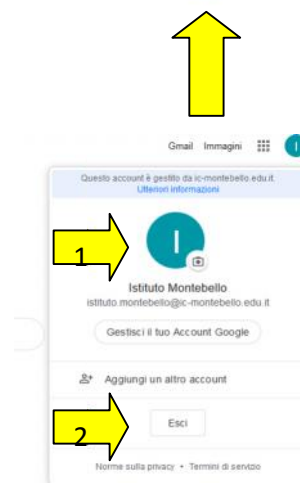 Gmail Immagini
I
Questo account è gestito da ic-montebello.edu.it.
Ulteriori informazioni
1
I
Istituto Montebello
istituto.montebello@ic-montebello.edu.it
Gestisci il tuo Account Google
Aggiungi un altro account
2
Esci
Norme sulla privacy • Termini di servizio